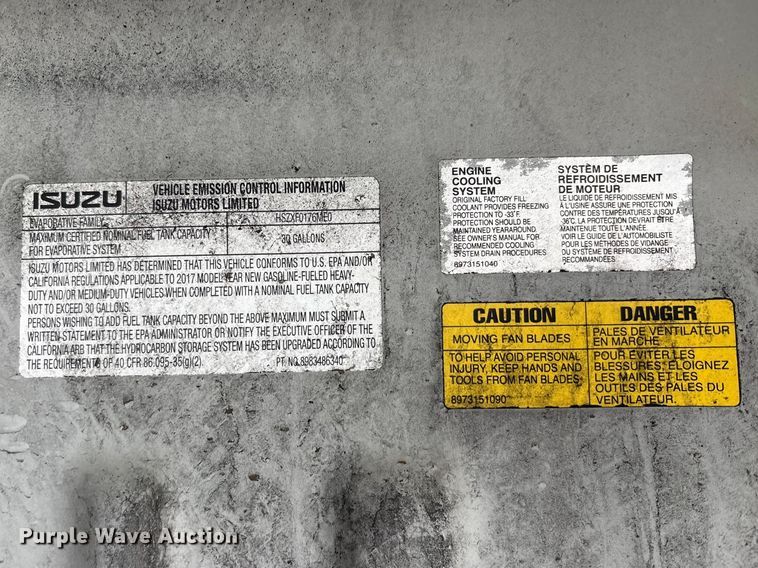 ISUZU
VEHICLE EMISSION CONTROL INFORMATION
ISUZU MOTORS LIMITED
EVAPORATIVE FAMILY HSZXF0176ME0
MAXIMUM CERTIFIED NOMINAL FUEL TANK CAPACITY
FOR EVAPORATIVE SYSTEM 30 GALLONS
ISUZU MOTORS LIMITED HAS DETERMINED THAT THIS VEHICLE CONFORMS TO U.S. EPA AND/OR
CALIFORNIA REGULATIONS APPLICABLE TO 2017 MODEL YEAR NEW GASOLINE-FUELED HEAVY-
DUTY AND/OR MEDIUM-DUTY VEHICLES WHEN COMPLETED WITH A NOMINAL FUEL TANK CAPACITY
NOT TO EXCEED 30 GALLONS.
PERSONS WISHING TO ADD FUEL TANK CAPACITY BEYOND THE ABOVE MAXIMUM MUST SUBMIT A
WRITTEN STATEMENT TO THE EPA ADMINISTRATOR OR NOTIFY THE EXECUTIVE OFFICER OF THE
CALIFORNIA ARB THAT THE HYDROCARBON STORAGE SYSTEM HAS BEEN UPGRADED ACCORDING TO
THE REQUIREMENTS OF 40 CFR 86.095-35(g)(2). PT. NO.8983486340
ENGINE
COOLING
SYSTEM
ORIGINAL FACTORY FILL
COOLANT PROVIDES FREEZING
PROTECTION TO -33°F
PROTECTION SHOULD BE
MAINTAINED YEAROUND
SEE OWNER'S MANUAL FOR
RECOMMENDED COOLING
SYSTEM DRAIN PROCEDURES
8973151040
SYSTÈM DE
REFROIDISSEMENT
DE MOTEUR
LE LIQUIDE DE REFROIDISSEMENT MIS
À L'USINE ASSURE UNE PROTECTION
CONTRE DES TEMPÉRATURES JUSQU'À
-36°C. LA PROTECTION DEVRAIT ÊTRE
MAINTENUE TOUTE L'ANNÉE
VOIR LE GUIDE DE L'AUTOMOBILISTE
POUR LES MÉTHODES DE VIDANGE
DU SYSTÈME DE REFROIDISSEMENT
RECOMMANDÉES
CAUTION
MOVING FAN BLADES
TO HELP AVOID PERSONAL
INJURY, KEEP HANDS AND
TOOLS FROM FAN BLADES
8973151090
DANGER
PALES DE VENTILATEUR
EN MARCHE
POUR ÉVITER LES
BLESSURES, ÉLOIGNEZ
LES MAINS ET LES
OUTILS DES PALES DU
VENTILATEUR
Purple Wave Auction